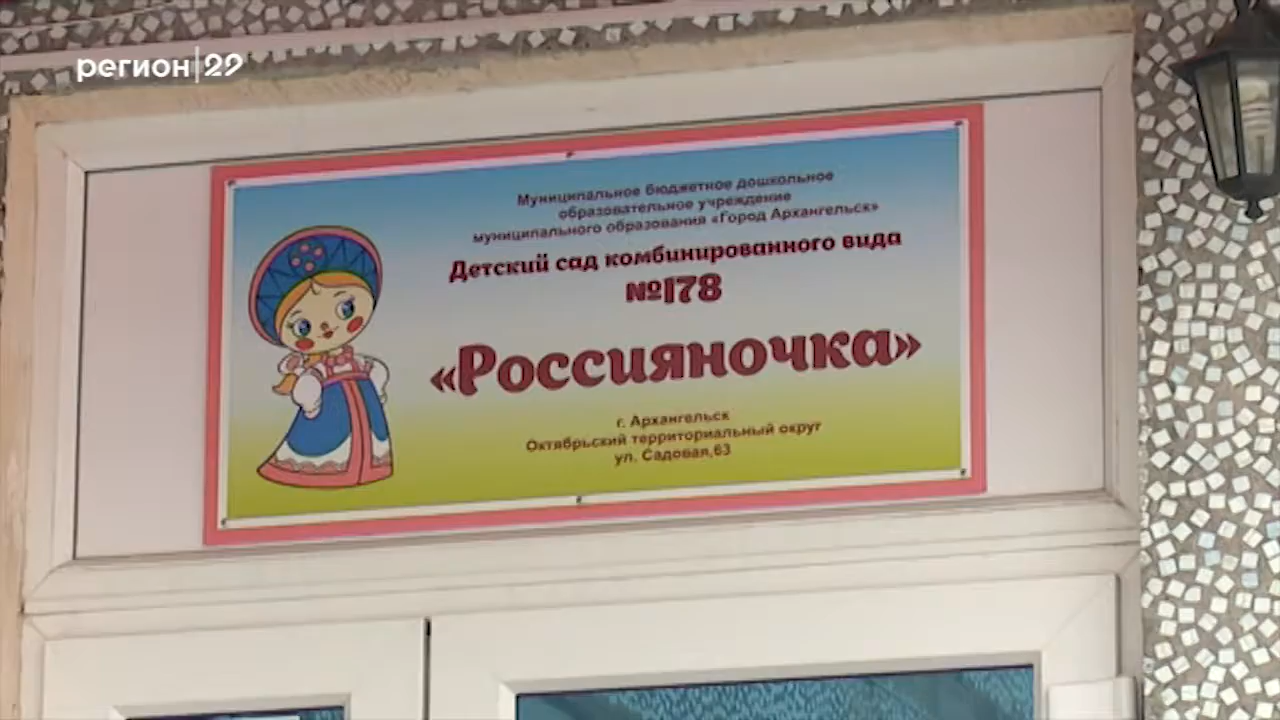 регион 29
Муниципальное бюджетное дошкольное
образовательное учреждение
муниципального образования «Город Архангельск»
Детский сад комбинированного вида
№178
«Россияночка»
г. Архангельск
Октябрьский территориальный округ
ул. Садовая,63